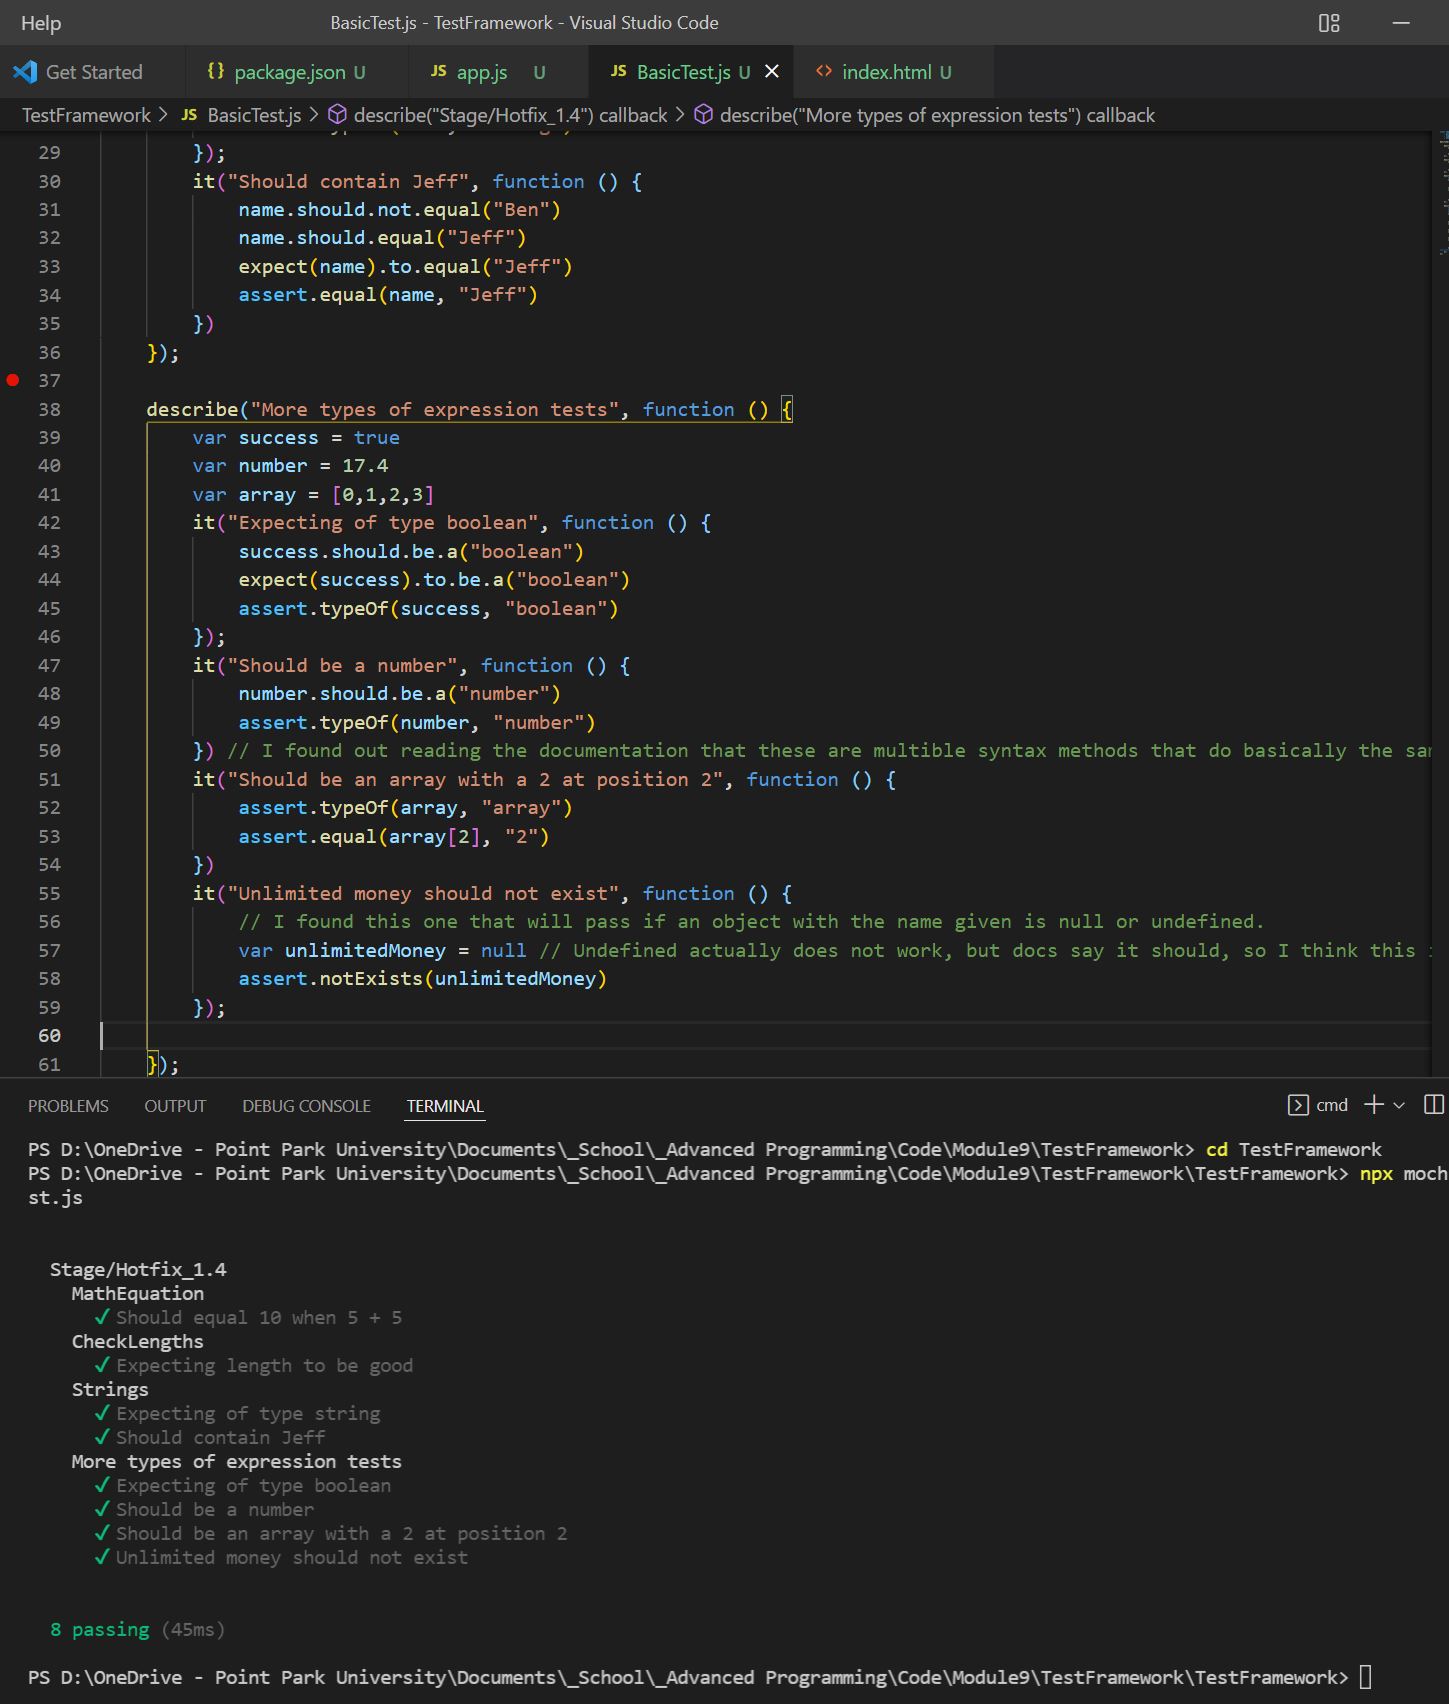 Help BasicTest.js - TestFramework - Visual Studio Code
Get Started {} package.json U JS app.js U JS BasicTest.js U index.html U
TestFramework > JS BasicTest.js > describe("Stage/Hotfix_1.4") callback > describe("More types of expression tests") callback
29 });
30 it("Should contain Jeff", function () {
31 name.should.not.equal("Ben")
32 name.should.equal("Jeff")
33 expect(name).to.equal("Jeff")
34 assert.equal(name, "Jeff")
35 })
36 });
37
38 describe("More types of expression tests", function () {
39 var success = true
40 var number = 17.4
41 var array = [0,1,2,3]
42 it("Expecting of type boolean", function () {
43 success.should.be.a("boolean")
44 expect(success).to.be.a("boolean")
45 assert.typeOf(success, "boolean")
46 });
47 it("Should be a number", function () {
48 number.should.be.a("number")
49 assert.typeOf(number, "number")
50 }) // I found out reading the documentation that these are multible syntax methods that do basically the
51 it("Should be an array with a 2 at position 2", function () {
52 assert.typeOf(array, "array")
53 assert.equal(array[2], "2")
54 })
55 it("Unlimited money should not exist", function () {
56 // I found this one that will pass if an object with the name given is null or undefined.
57 var unlimitedMoney = null // Undefined actually does not work, but docs say it should, so I think this
58 assert.notExists(unlimitedMoney)
59 });
60
61 });
PROBLEMS OUTPUT DEBUG CONSOLE TERMINAL cmd
PS D:\OneDrive - Point Park University\Documents\_School\_Advanced Programming\Code\Module9\TestFramework> cd TestFramework
PS D:\OneDrive - Point Park University\Documents\_School\_Advanced Programming\Code\Module9\TestFramework\TestFramework> npx moch
st.js
Stage/Hotfix_1.4
MathEquation
✓ Should equal 10 when 5 + 5
CheckLengths
✓ Expecting length to be good
Strings
✓ Expecting of type string
✓ Should contain Jeff
More types of expression tests
✓ Expecting of type boolean
✓ Should be a number
✓ Should be an array with a 2 at position 2
✓ Unlimited money should not exist
8 passing (45ms)
PS D:\OneDrive - Point Park University\Documents\_School\_Advanced Programming\Code\Module9\TestFramework\TestFramework>